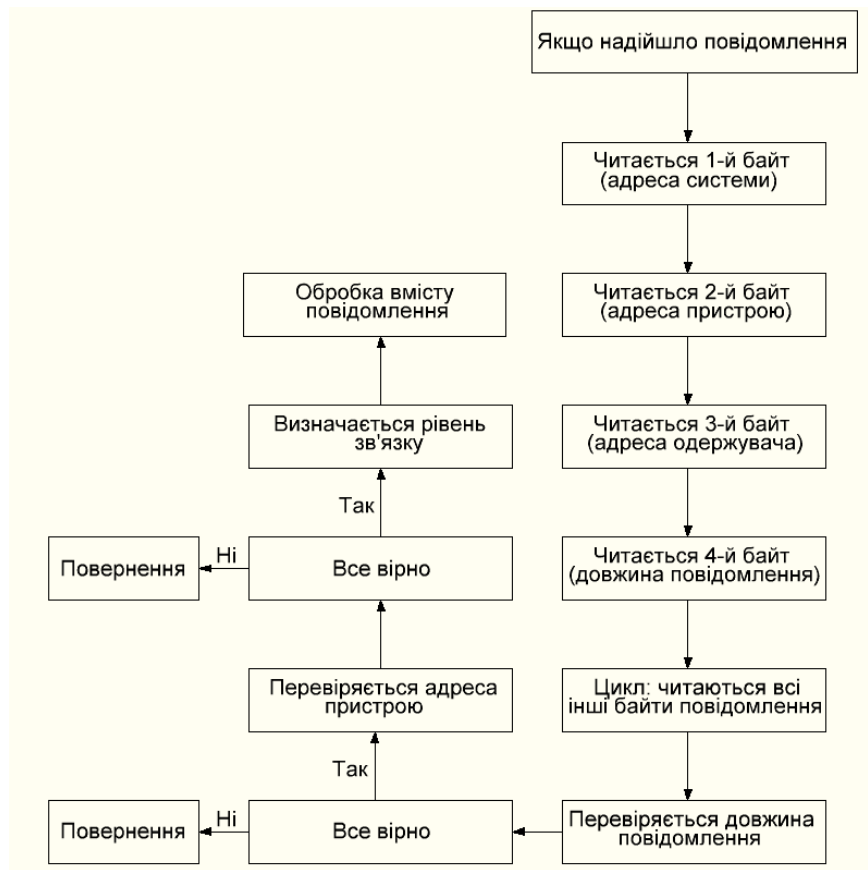 Якщо надійшло повідомлення
Читається 1-й байт
(адреса системи)
Читається 2-й байт
(адреса пристрою)
Читається 3-й байт
(адреса одержувача)
Читається 4-й байт
(довжина повідомлення)
Цикл: читаються всі
інші байти повідомлення
Перевіряється довжина
повідомлення
Все вірно
Ні
Повернення
Так
Перевіряється адреса
пристрою
Все вірно
Ні
Повернення
Так
Визначається рівень
зв'язку
Обробка вмісту
повідомлення